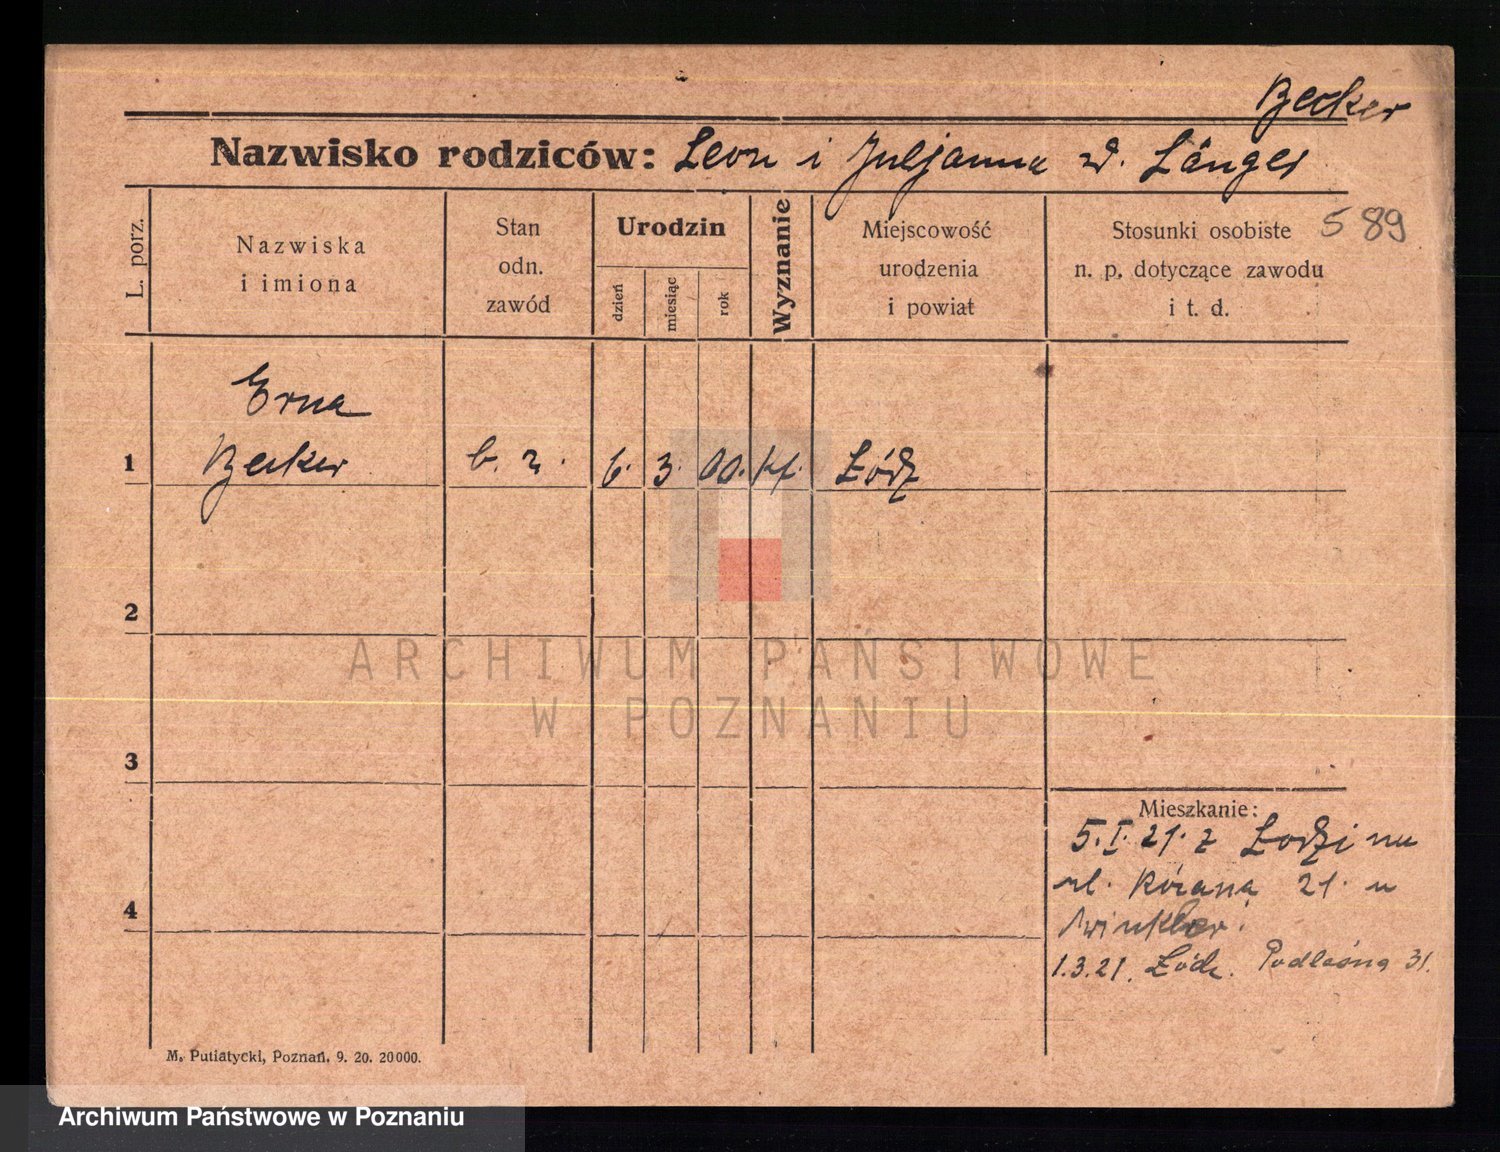 Becker
Nazwisko rodziców: Leon i Juljanna z d. Länger
589
L. porz.
Nazwiska
i imiona
Stan
odn.
zawód
Urodzin
dzień
miesiąc
rok
Wyznanie
Miejscowość
urodzenia
i powiat
Stosunki osobiste
n. p. dotyczące zawodu
i t. d.
Erna
1 Becker b. z. 6. 3. 00. Łódź
2
3
4
Mieszkanie:
5.I.21. z Łodzi na
ul. Różaną 21. u
Winkler.
1.3.21. Łódź. Podleśna 31.
M. Putiatycki, Poznań, 9. 20. 20000.
ARCHIWUM PAŃSTWOWE
W POZNANIU
Archiwum Państwowe w Poznaniu